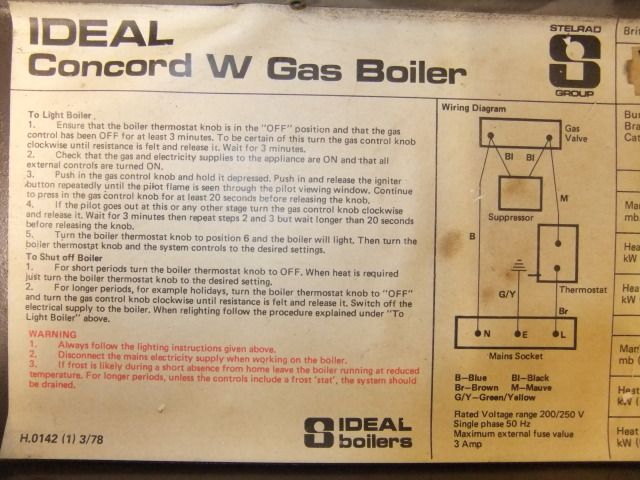 IDEAL
Concord W Gas Boiler
STELRAD
GROUP
To Light Boiler
1. Ensure that the boiler thermostat knob is in the "OFF" position and that the gas
control has been OFF for at least 3 minutes. To be certain of this turn the gas control knob
clockwise until resistance is felt and release it. Wait for 3 minutes.
2. Check that the gas and electricity supplies to the appliance are ON and that all
external controls are turned ON.
3. Push in the gas control knob and hold it depressed. Push in and release the igniter
button repeatedly until the pilot flame is seen through the pilot viewing window. Continue
to press in the gas control knob for at least 20 seconds before releasing the knob.
4. If the pilot goes out at this or any other stage turn the gas control knob clockwise
and release it. Wait for 3 minutes then repeat steps 2 and 3 but wait longer than 20 seconds
before releasing the knob.
5. Turn the boiler thermostat knob to position 6 and the boiler will light. Then turn the
boiler thermostat knob and the system controls to the desired settings.
To Shut off Boiler
1. For short periods turn the boiler thermostat knob to OFF. When heat is required
just turn the boiler thermostat knob to the desired setting.
2. For longer periods, for example holidays, turn the boiler thermostat knob to "OFF"
and turn the gas control knob clockwise until resistance is felt and release it. Switch off the
electrical supply to the boiler. When relighting follow the procedure explained under "To
Light Boiler" above.
WARNING
1. Always follow the lighting instructions given above.
2. Disconnect the mains electricity supply when working on the boiler.
3. If frost is likely during a short absence from home leave the boiler running at reduced
temperature. For longer periods, unless the controls include a frost 'stat', the system should
be drained.
H.0142 (1) 3/78
IDEAL
boilers
Wiring Diagram
Gas
Valve
Bl
Bl
Suppressor
M
B
G/Y
Thermostat
Br
N
E
L
Mains Socket
B–Blue Bl–Black
Br–Brown M–Mauve
G/Y–Green/Yellow
Rated Voltage range 200/250 V
Single phase 50 Hz
Maximum external fuse value
3 Amp
Bri
Bur
Bra
Cat
Mar
mb (
Heat
kW
Heat
kW (
Man
mb (
Heat
kW (
Heat
kW (